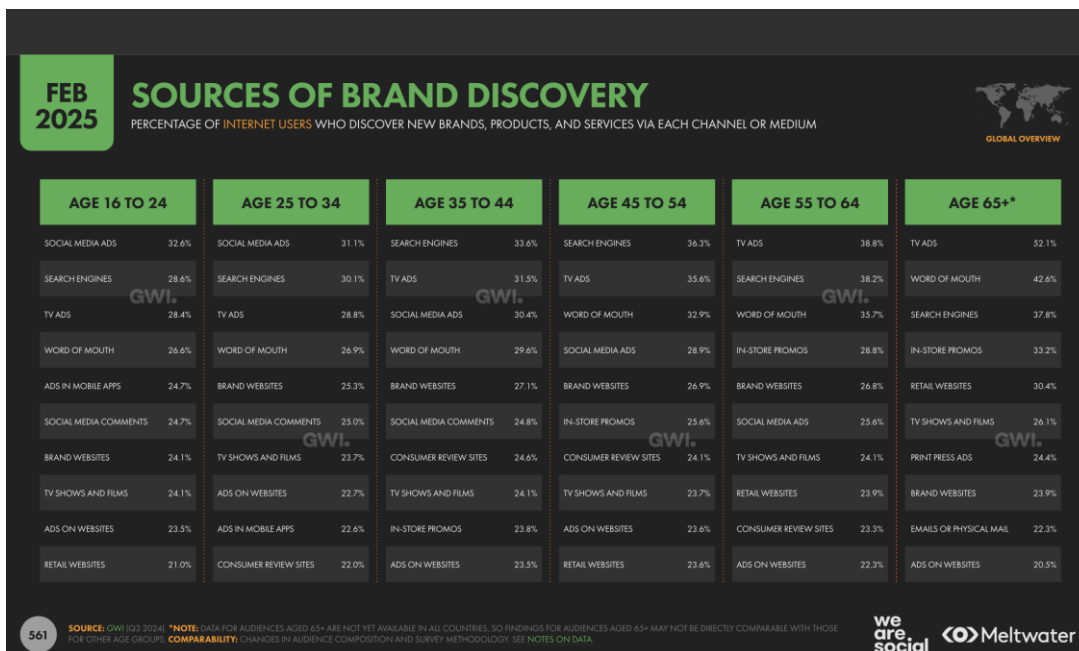 FEB
2025
SOURCES OF BRAND DISCOVERY
PERCENTAGE OF INTERNET USERS WHO DISCOVER NEW BRANDS, PRODUCTS, AND SERVICES VIA EACH CHANNEL OR MEDIUM
GLOBAL OVERVIEW
AGE 16 TO 24
SOCIAL MEDIA ADS 32.6%
SEARCH ENGINES 28.6%
GWI.
TV ADS 28.4%
WORD OF MOUTH 26.6%
ADS IN MOBILE APPS 24.7%
SOCIAL MEDIA COMMENTS 24.7%
BRAND WEBSITES 24.1%
TV SHOWS AND FILMS 24.1%
ADS ON WEBSITES 23.5%
RETAIL WEBSITES 21.0%
AGE 25 TO 34
SOCIAL MEDIA ADS 31.1%
SEARCH ENGINES 30.1%
TV ADS 28.8%
WORD OF MOUTH 26.9%
BRAND WEBSITES 25.3%
SOCIAL MEDIA COMMENTS 25.0%
GWI.
TV SHOWS AND FILMS 23.7%
ADS ON WEBSITES 22.7%
ADS IN MOBILE APPS 22.6%
CONSUMER REVIEW SITES 22.0%
AGE 35 TO 44
SEARCH ENGINES 33.6%
TV ADS 31.5%
GWI.
SOCIAL MEDIA ADS 30.4%
WORD OF MOUTH 29.6%
BRAND WEBSITES 27.1%
SOCIAL MEDIA COMMENTS 24.8%
CONSUMER REVIEW SITES 24.6%
TV SHOWS AND FILMS 24.1%
IN-STORE PROMOS 23.8%
ADS ON WEBSITES 23.5%
AGE 45 TO 54
SEARCH ENGINES 36.3%
TV ADS 35.6%
WORD OF MOUTH 32.9%
SOCIAL MEDIA ADS 28.9%
BRAND WEBSITES 26.9%
IN-STORE PROMOS 25.6%
GWI.
CONSUMER REVIEW SITES 24.1%
TV SHOWS AND FILMS 23.7%
ADS ON WEBSITES 23.6%
RETAIL WEBSITES 23.6%
AGE 55 TO 64
TV ADS 38.8%
SEARCH ENGINES 38.2%
GWI.
WORD OF MOUTH 35.7%
IN-STORE PROMOS 28.8%
BRAND WEBSITES 26.8%
SOCIAL MEDIA ADS 25.6%
TV SHOWS AND FILMS 24.1%
RETAIL WEBSITES 23.9%
CONSUMER REVIEW SITES 23.3%
ADS ON WEBSITES 22.3%
AGE 65+*
TV ADS 52.1%
WORD OF MOUTH 42.6%
SEARCH ENGINES 37.8%
IN-STORE PROMOS 33.2%
RETAIL WEBSITES 30.4%
TV SHOWS AND FILMS 26.1%
GWI.
PRINT PRESS ADS 24.4%
BRAND WEBSITES 23.9%
EMAILS OR PHYSICAL MAIL 22.3%
ADS ON WEBSITES 20.5%
561
SOURCE: GWI (Q3 2024). *NOTE: DATA FOR AUDIENCES AGED 65+ ARE NOT YET AVAILABLE IN ALL COUNTRIES, SO FINDINGS FOR AUDIENCES AGED 65+ MAY NOT BE DIRECTLY COMPARABLE WITH THOSE
FOR OTHER AGE GROUPS. COMPARABILITY: CHANGES IN AUDIENCE COMPOSITION AND SURVEY METHODOLOGY. SEE NOTES ON DATA.
we
are.
social
Meltwater